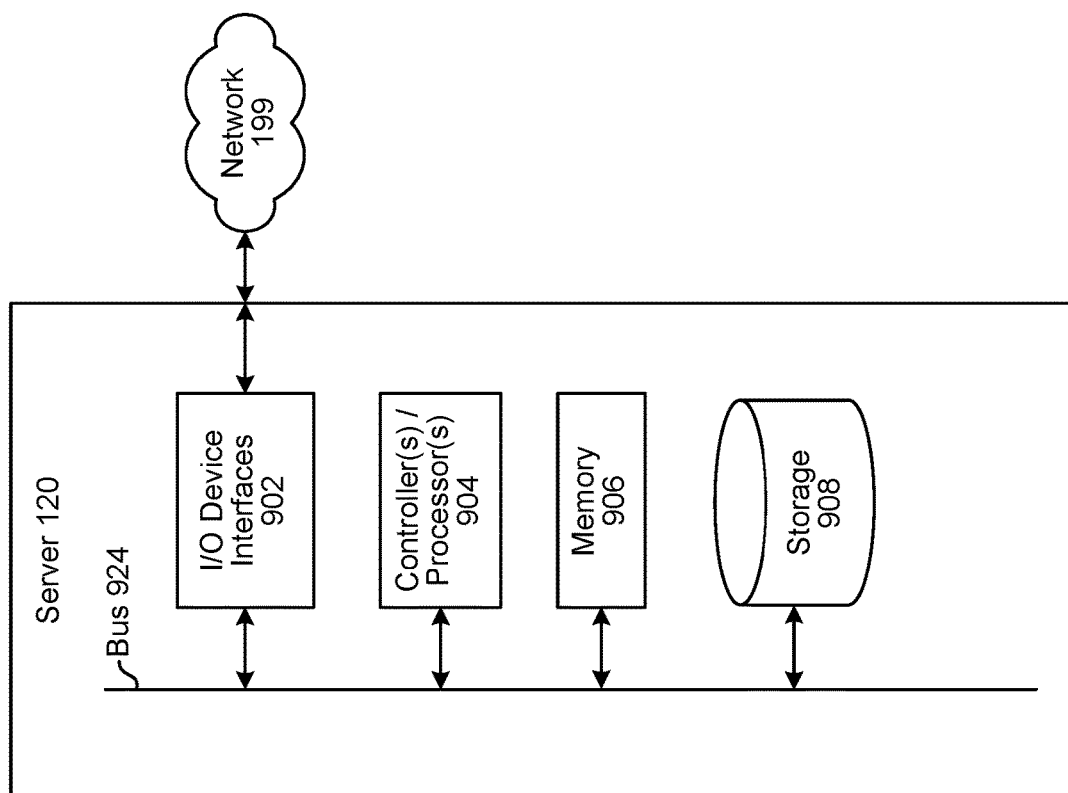 Server 120
Bus 924
I/O Device
Interfaces
902
Controller(s) /
Processor(s)
904
Memory
906
Storage
908
Network
199